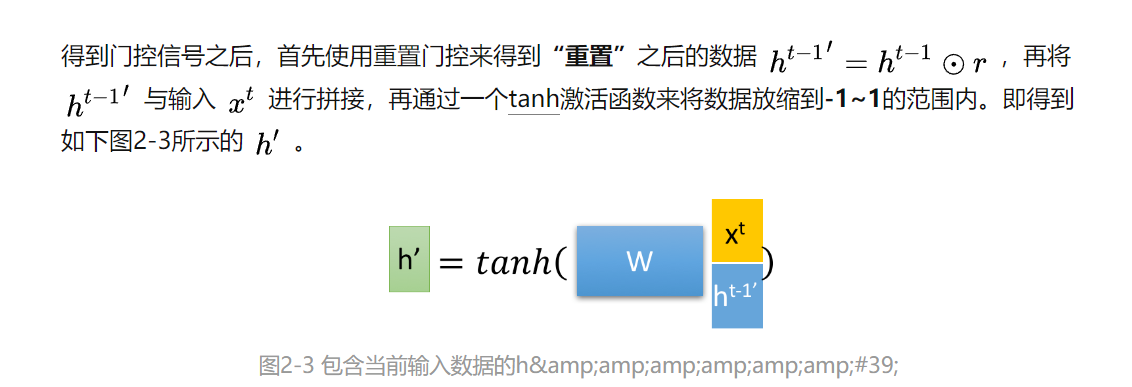 得到门控信号之后，首先使用重置门控来得到“重置”之后的数据 h^{t-1}' = h^{t-1} ⊙ r ，再将
h^{t-1}' 与输入 x^t 进行拼接，再通过一个tanh激活函数来将数据放缩到-1~1的范围内。即得到
如下图2-3所示的 h' 。
h' = tanh( W x^t h^{t-1'} )
图2-3 包含当前输入数据的h&amp;amp;amp;amp;amp;amp;#39;